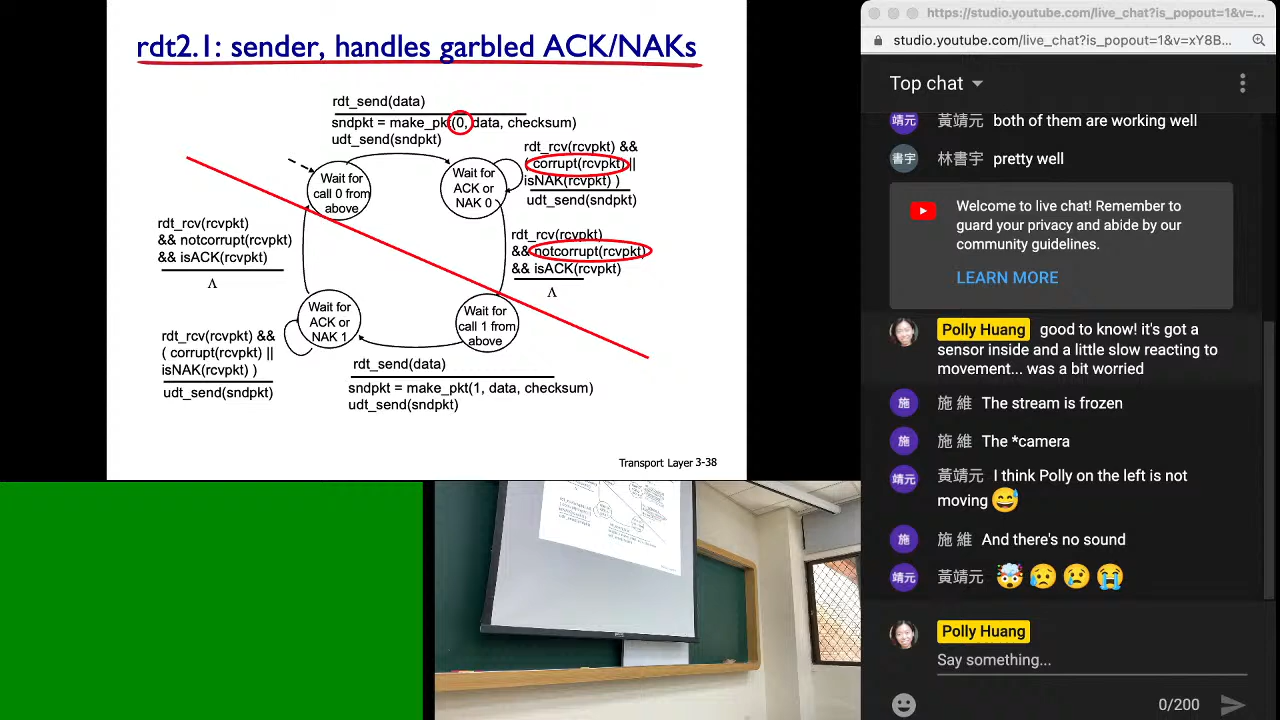 rdt2.1: sender, handles garbled ACK/NAKs
rdt_send(data)
sndpkt = make_pkt(0, data, checksum)
udt_send(sndpkt)
rdt_rcv(rcvpkt) &&
( corrupt(rcvpkt) ||
isNAK(rcvpkt) )
udt_send(sndpkt)
Wait for
call 0 from
above
Wait for
ACK or
NAK 0
rdt_rcv(rcvpkt)
&& notcorrupt(rcvpkt)
&& isACK(rcvpkt)
Λ
rdt_rcv(rcvpkt)
&& notcorrupt(rcvpkt)
&& isACK(rcvpkt)
Λ
Wait for
ACK or
NAK 1
Wait for
call 1 from
above
rdt_rcv(rcvpkt) &&
( corrupt(rcvpkt) ||
isNAK(rcvpkt) )
udt_send(sndpkt)
rdt_send(data)
sndpkt = make_pkt(1, data, checksum)
udt_send(sndpkt)
Transport Layer 3-38
https://studio.youtube.com/live_chat?is_popout=1&v=
studio.youtube.com/live_chat?is_popout=1&v=xY8B...
Top chat
靖元 黃靖元 both of them are working well
書宇 林書宇 pretty well
Welcome to live chat! Remember to
guard your privacy and abide by our
community guidelines.
LEARN MORE
Polly Huang good to know! it's got a
sensor inside and a little slow reacting to
movement... was a bit worried
施 施 維 The stream is frozen
施 施 維 The *camera
靖元 黃靖元 I think Polly on the left is not
moving 😅
施 施 維 And there's no sound
靖元 黃靖元 🤯😥😢😭
Polly Huang
Say something...
0/200